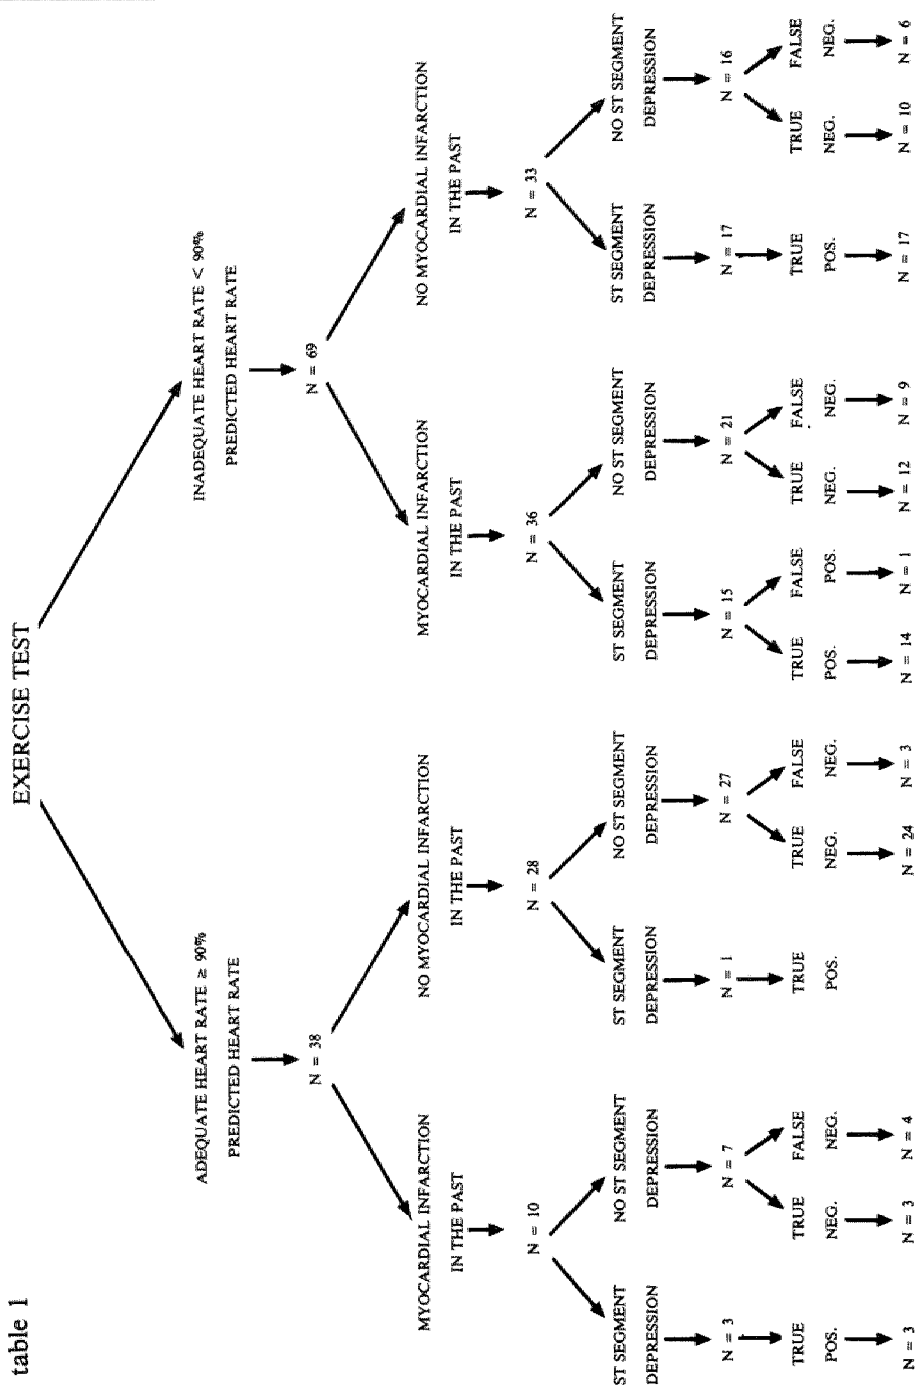 table 1
EXERCISE TEST
ADEQUATE HEART RATE ≥ 90%
PREDICTED HEART RATE
N = 38
INADEQUATE HEART RATE < 90%
PREDICTED HEART RATE
N = 69
MYOCARDIAL INFARCTION
IN THE PAST
N = 10
NO MYOCARDIAL INFARCTION
IN THE PAST
N = 28
MYOCARDIAL INFARCTION
IN THE PAST
N = 36
NO MYOCARDIAL INFARCTION
IN THE PAST
N = 33
ST SEGMENT
DEPRESSION
N = 3
TRUE
POS.
N = 3
NO ST SEGMENT
DEPRESSION
N = 7
TRUE
NEG.
N = 3
FALSE
NEG.
N = 4
ST SEGMENT
DEPRESSION
N = 1
TRUE
POS.
NO ST SEGMENT
DEPRESSION
N = 27
TRUE
NEG.
N = 24
FALSE
NEG.
N = 3
ST SEGMENT
DEPRESSION
N = 15
TRUE
POS.
N = 14
FALSE
POS.
N = 1
NO ST SEGMENT
DEPRESSION
N = 21
TRUE
NEG.
N = 12
FALSE
NEG.
N = 9
ST SEGMENT
DEPRESSION
N = 17
TRUE
POS.
N = 17
NO ST SEGMENT
DEPRESSION
N = 16
TRUE
NEG.
N = 10
FALSE
NEG.
N = 6